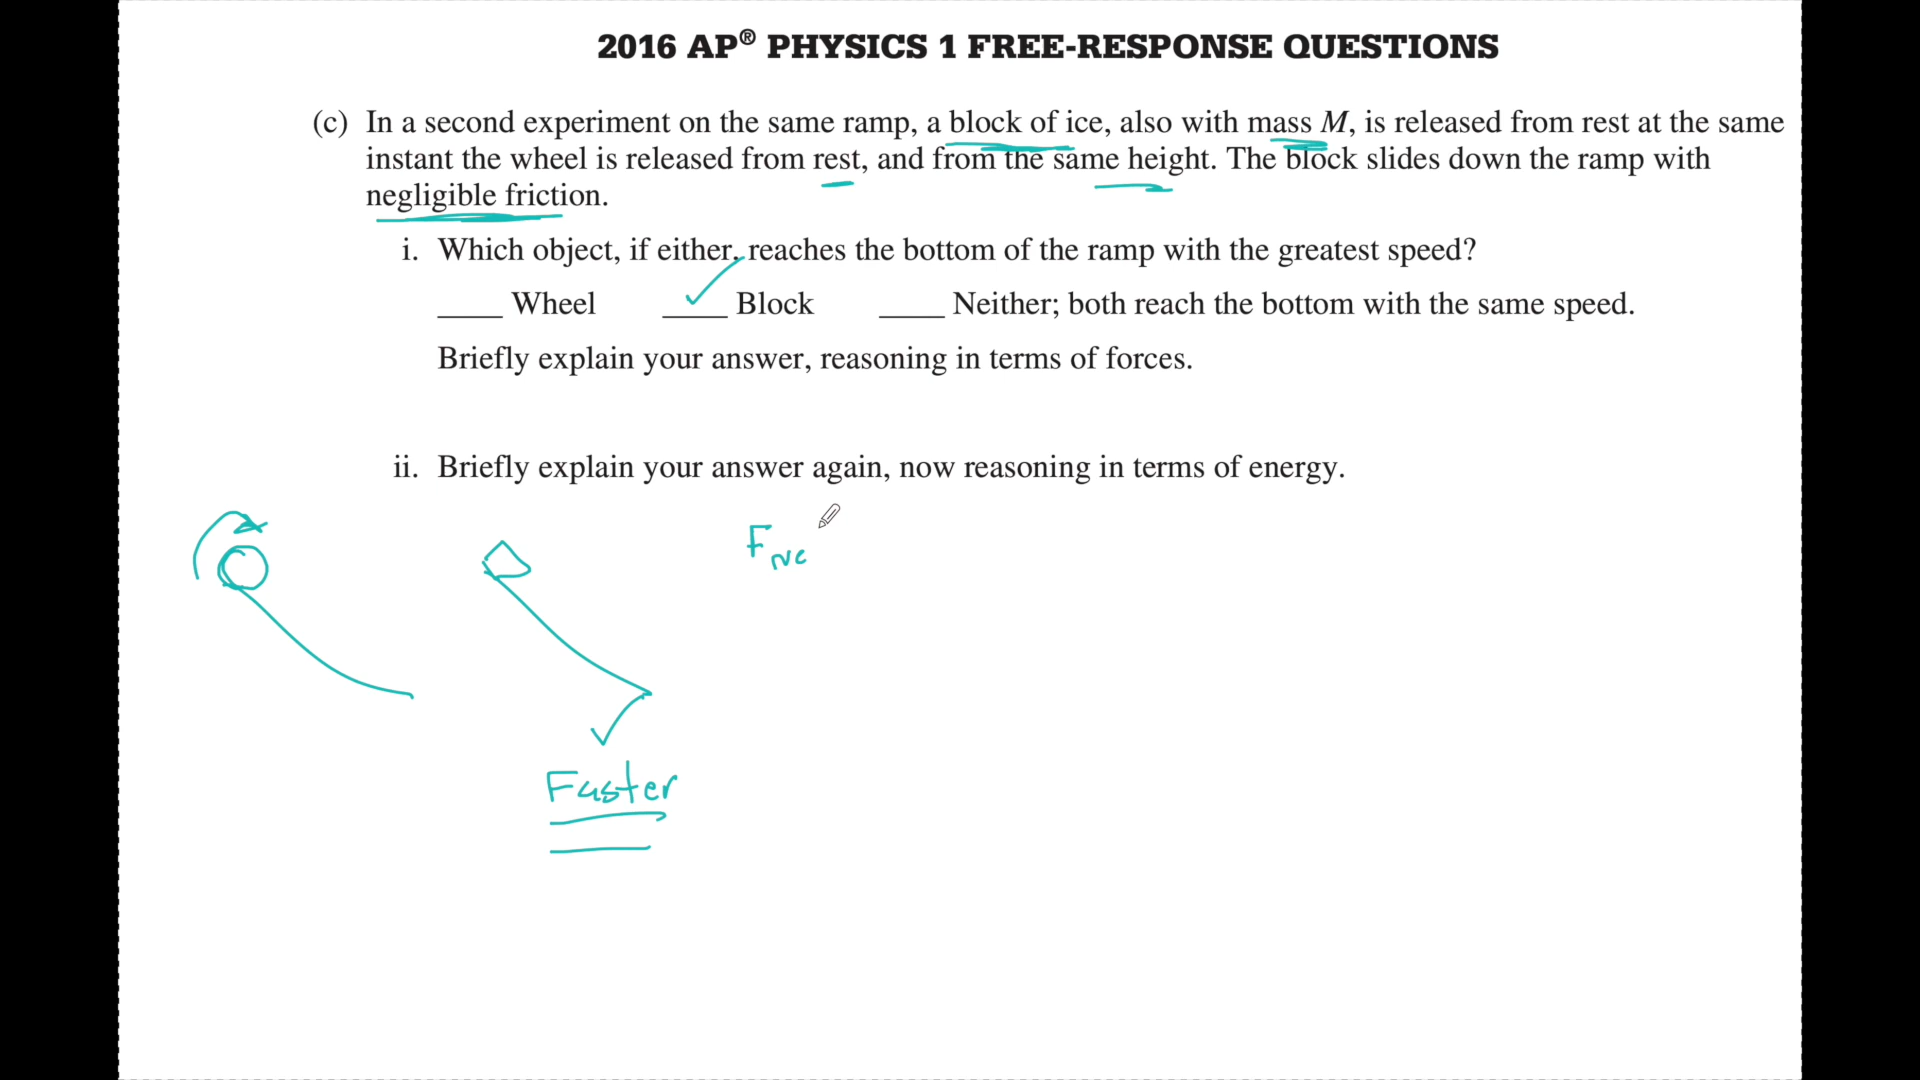 2016 AP® PHYSICS 1 FREE-RESPONSE QUESTIONS
(c) In a second experiment on the same ramp, a block of ice, also with mass M, is released from rest at the same
instant the wheel is released from rest, and from the same height. The block slides down the ramp with
negligible friction.
i. Which object, if either, reaches the bottom of the ramp with the greatest speed?
____ Wheel ____ Block ____ Neither; both reach the bottom with the same speed.
Briefly explain your answer, reasoning in terms of forces.
ii. Briefly explain your answer again, now reasoning in terms of energy.
Faster